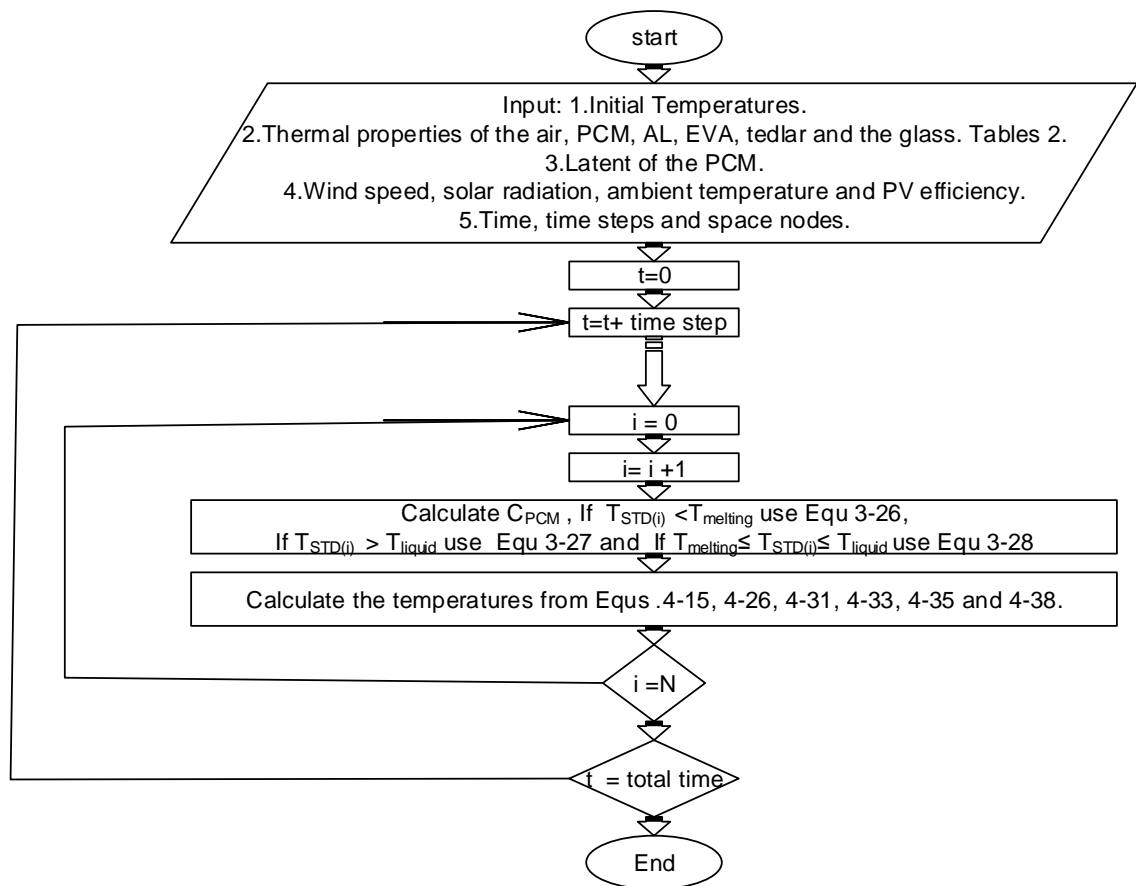 start
Input: 1.Initial Temperatures.
2.Thermal properties of the air, PCM, AL, EVA, tedlar and the glass. Tables 2.
3.Latent of the PCM.
4.Wind speed, solar radiation, ambient temperature and PV efficiency.
5.Time, time steps and space nodes.
t=0
t=t+ time step
i = 0
i= i +1
Calculate CPCM , If TSTD(i) <Tmelting use Equ 3-26,
If TSTD(i) > Tliquid use Equ 3-27 and If Tmelting≤ TSTD(i)≤ Tliquid use Equ 3-28
Calculate the temperatures from Equs .4-15, 4-26, 4-31, 4-33, 4-35 and 4-38.
i =N
t = total time
End